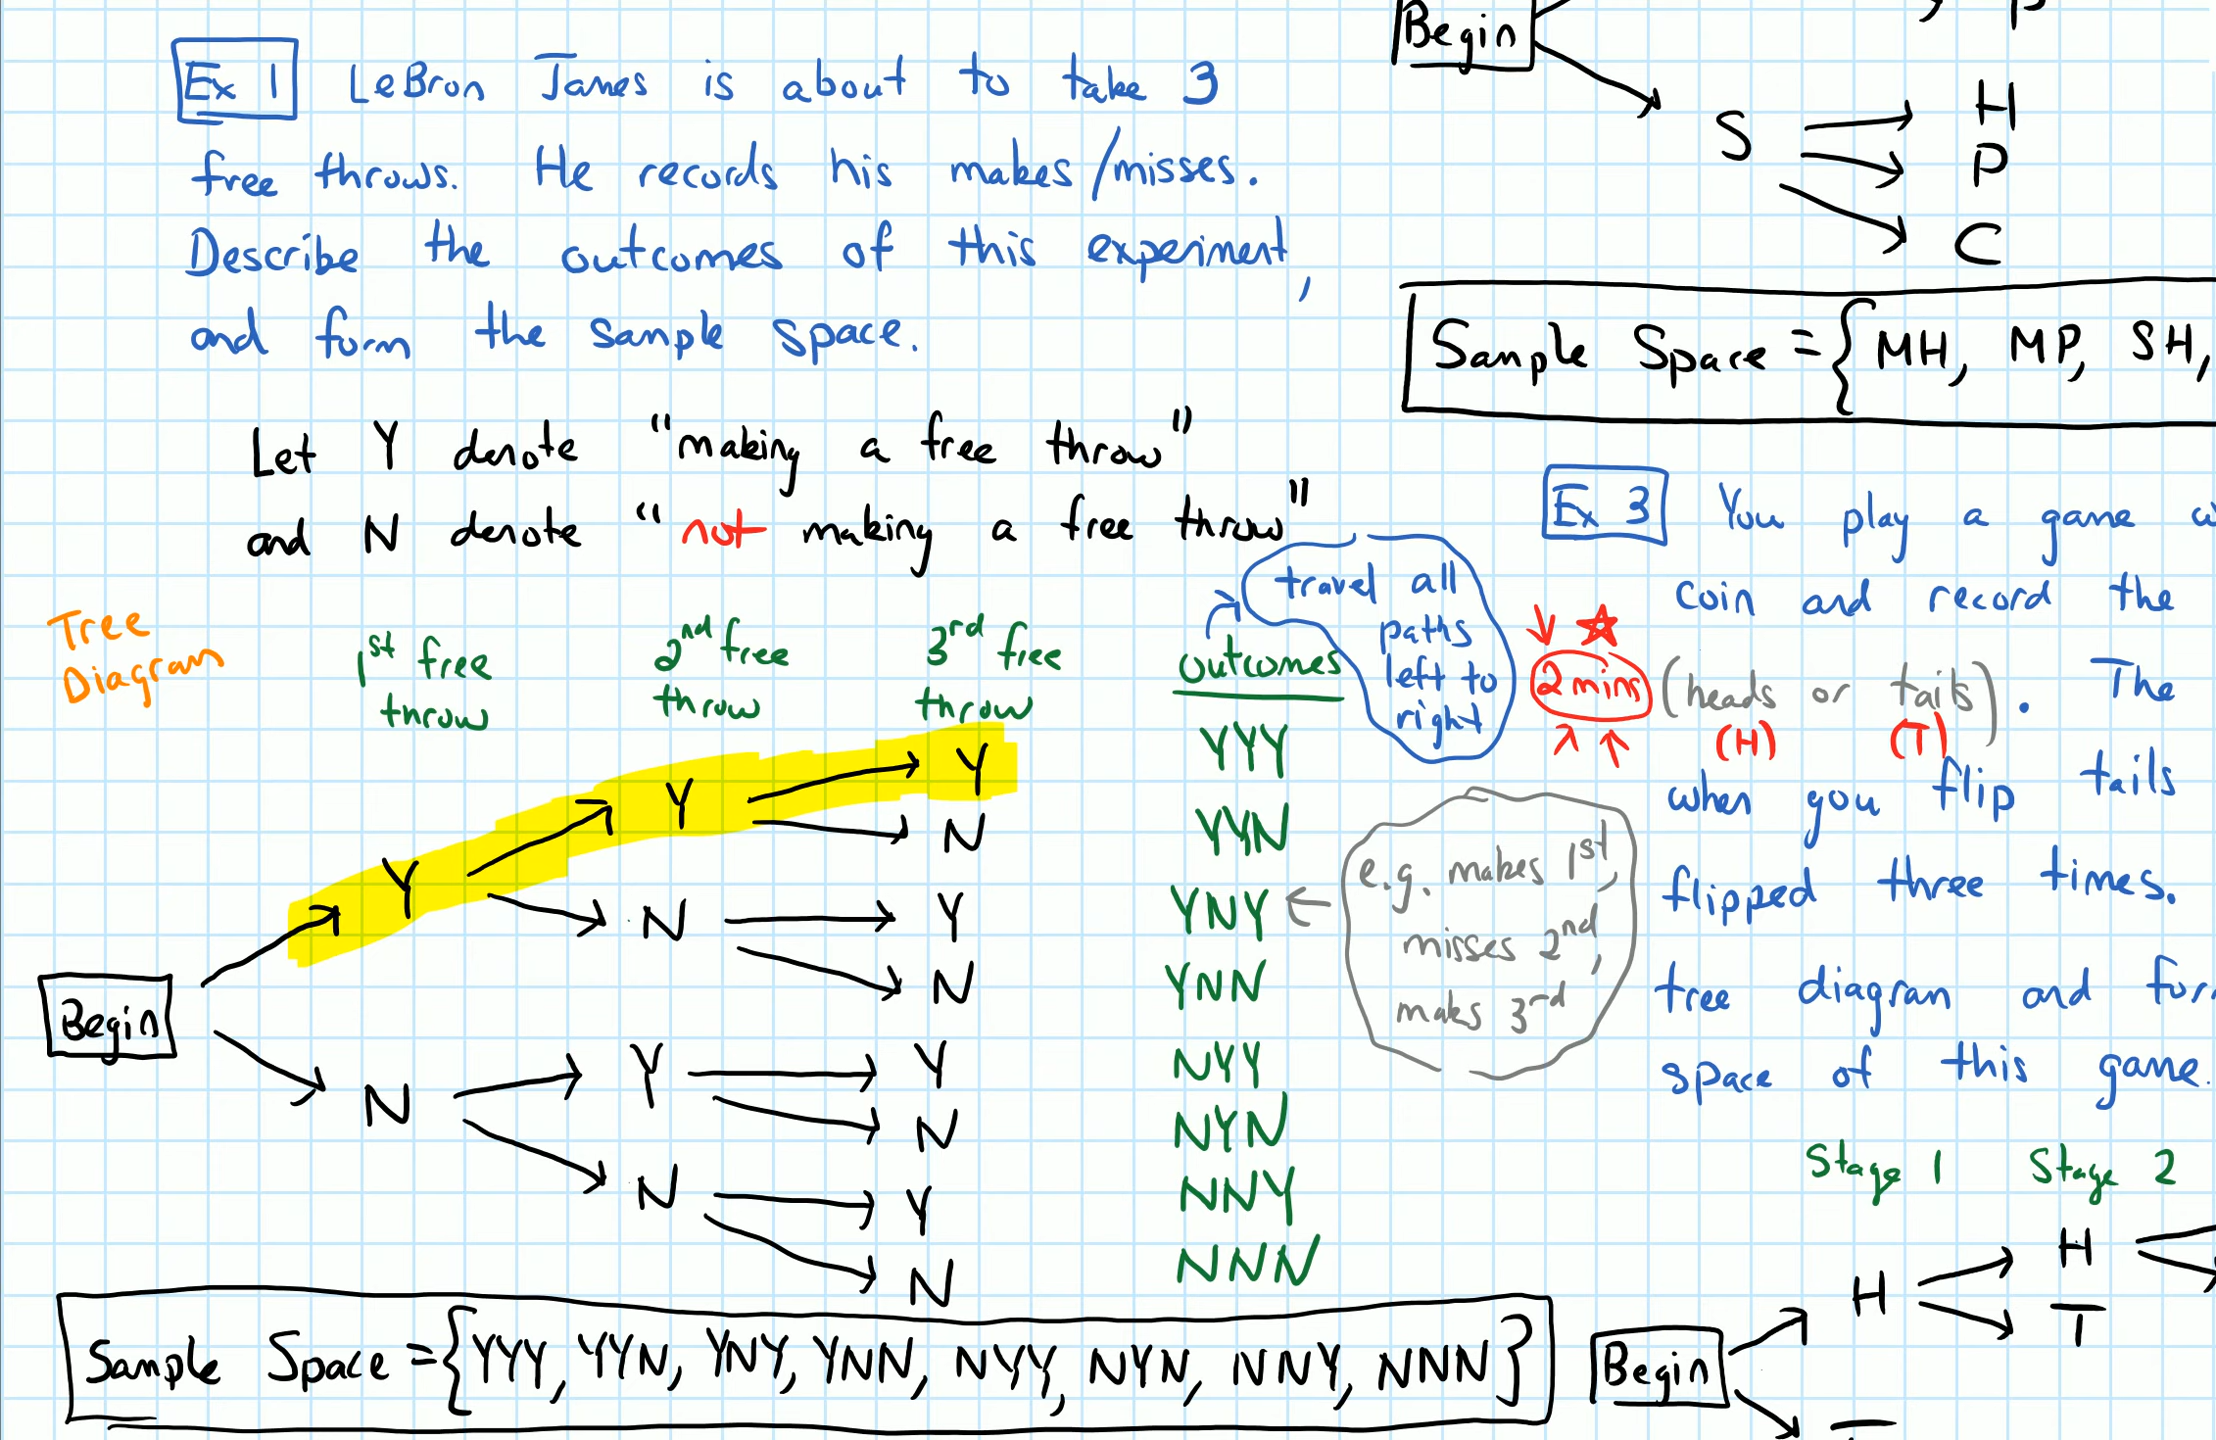 Ex 1 LeBron James is about to take 3
free throws. He records his makes/misses.
Describe the outcomes of this experiment,
and form the sample space.
Let Y denote "making a free throw"
and N denote "not making a free throw"
Tree
Diagram
1st free
throw
2nd free
throw
3rd free
throw
outcomes
travel all
paths
left to
right
Begin
Y
N
Y
N
Y
N
Y
N
Y
N
Y
N
Y
N
YYY
YYN
YNY
YNN
NYY
NYN
NNY
NNN
e.g. makes 1st,
misses 2nd,
maks 3rd
Sample Space = {YYY, YYN, YNY, YNN, NYY, NYN, NNY, NNN}
Begin
S
H
P
C
Sample Space = {MH, MP, SH,
Ex 3 You play a game
coin and record the
2 mins
(heads or tails). The
(H) (T)
when you flip tails
flipped three times.
tree diagram and for
space of this game.
Stage 1 Stage 2
Begin
H
H
T
T